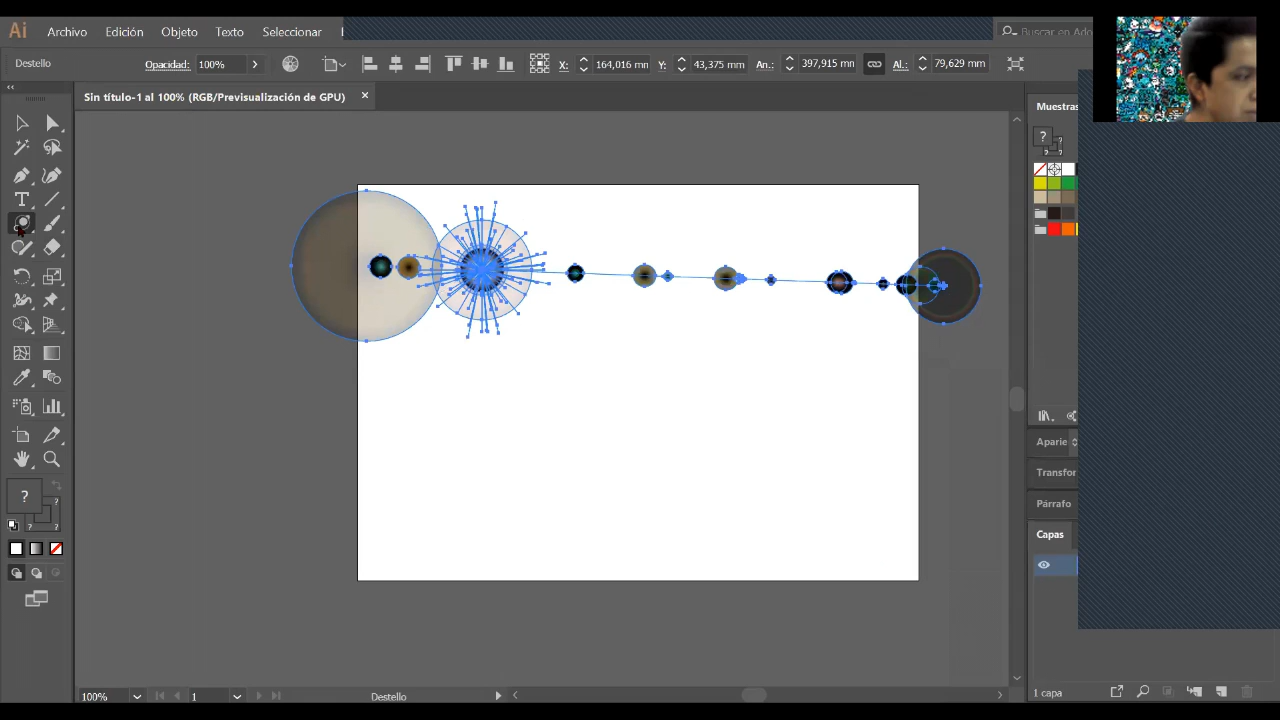 Ai Archivo Edición Objeto Texto Seleccionar
Buscar en Ado
Destello Opacidad: 100% X: 164,016 mm Y: 43,375 mm An.: 397,915 mm Al.: 79,629 mm
Sin título-1 al 100% (RGB/Previsualización de GPU) ×
Muestras
?
T
Aparie
Transfor
? ?
Párrafo
? ?
Capas
100% 1 Destello 1 capa